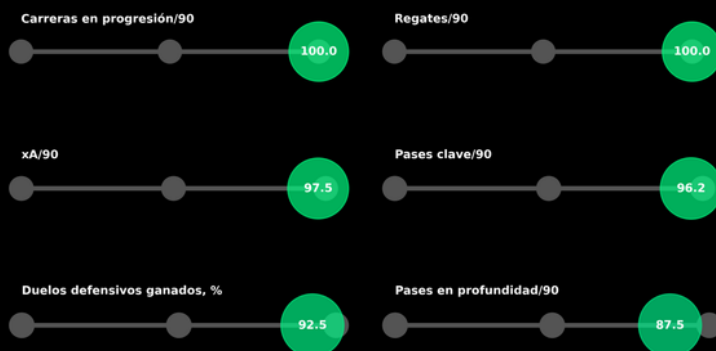 Carreras en progresión/90
Regates/90
100.0
100.0
xA/90
Pases clave/90
97.5
96.2
Duelos defensivos ganados, %
Pases en profundidad/90
92.5
87.5